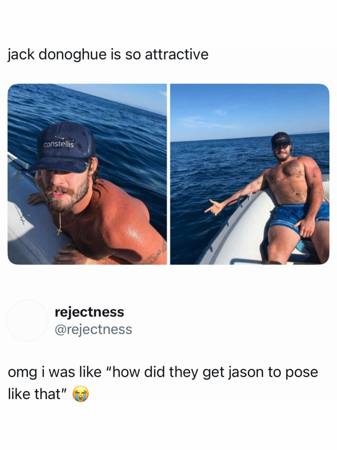 jack donoghue is so attractive
constellis
rejectness
@rejectness
omg i was like “how did they get jason to pose
like that” 😭